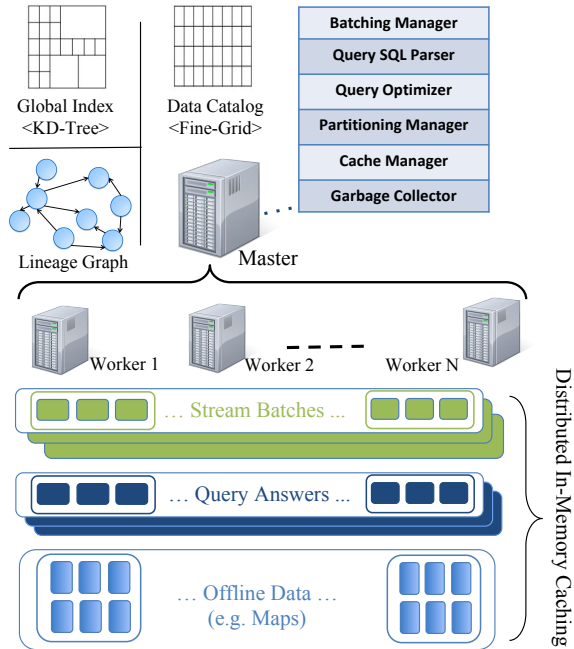 Batching Manager
Query SQL Parser
Query Optimizer
Partitioning Manager
Cache Manager
Garbage Collector
Global Index
<KD-Tree>
Data Catalog
<Fine-Grid>
Lineage Graph
Master
Worker 1
Worker 2
Worker N
… Stream Batches ...
… Query Answers ...
… Offline Data …
(e.g. Maps)
Distributed In-Memory Caching